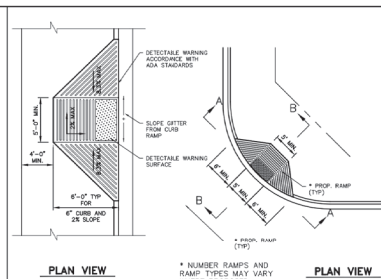 DETECTABLE WARNING
ACCORDANCE WITH
ADA STANDARDS
8.3% MAX
2% MAX
5'-0"
MIN.
4'-0"
MIN.
SLOPE GUTTER
FROM CURB
RAMP
DETECTABLE WARNING
SURFACE
8.3% MAX
6'-0" TYP
FOR
6" CURB AND
2% SLOPE
PLAN VIEW
A
B
5' MIN.
* PROP. RAMP
(TYP)
6' MIN.
5' MIN.
6' MIN.
B
A
* PROP. RAMP
(TYP)
* NUMBER RAMPS AND
RAMP TYPES MAY VARY
PLAN VIEW